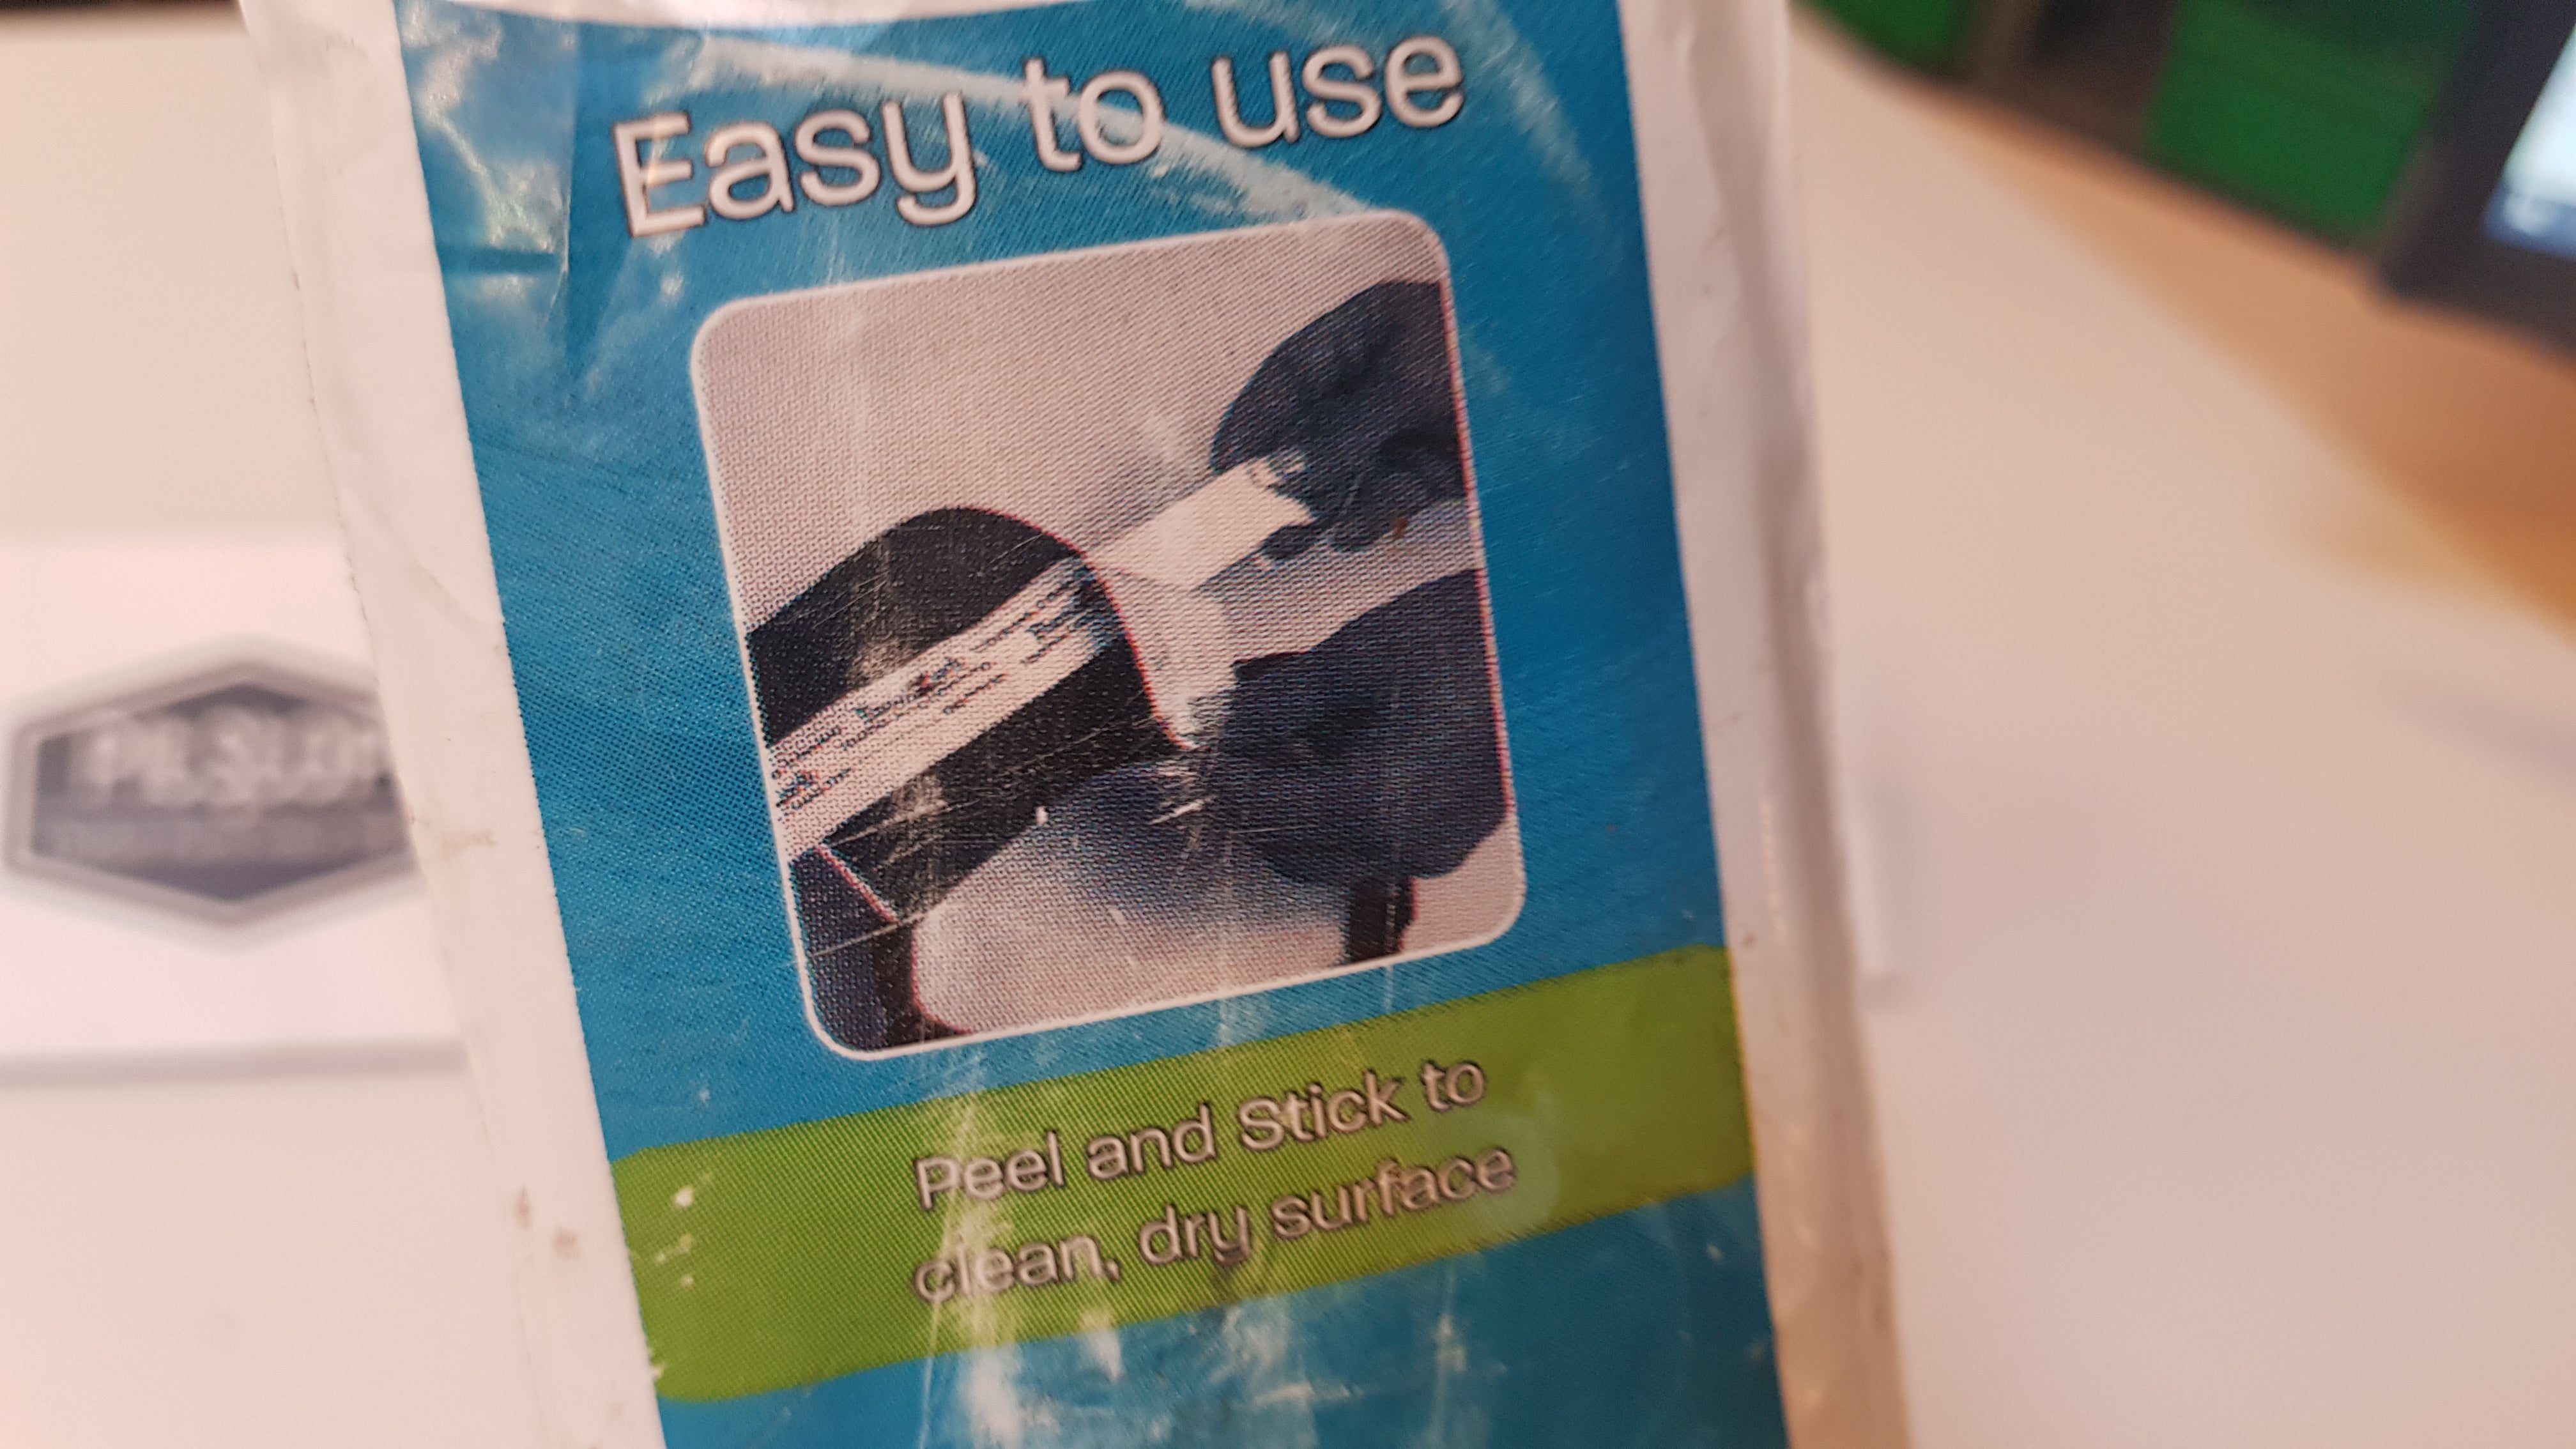 Easy to use
Peel and Stick to
clean, dry surface